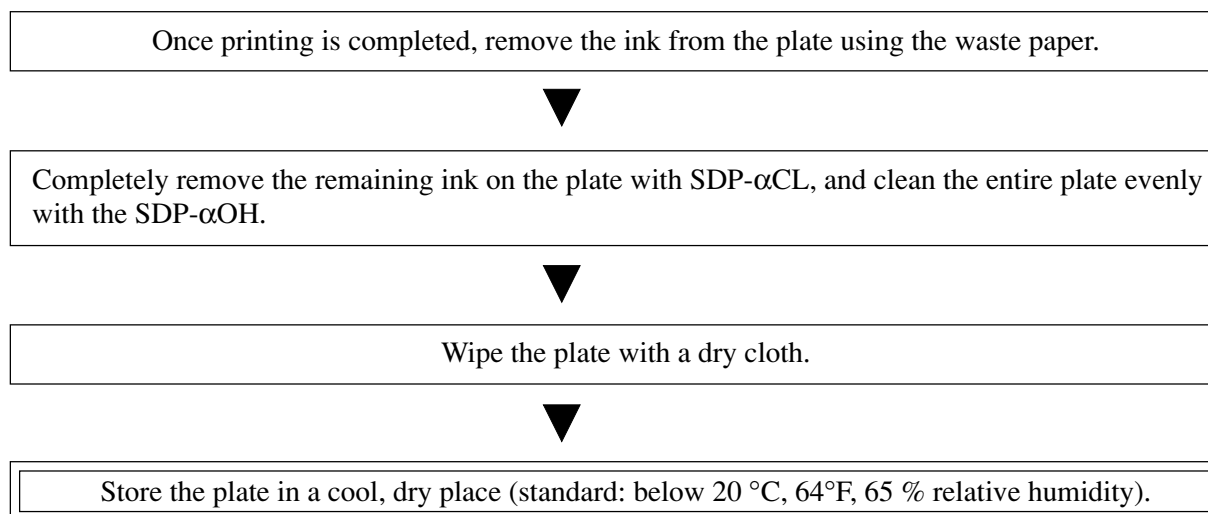 Once printing is completed, remove the ink from the plate using the waste paper.
Completely remove the remaining ink on the plate with SDP-αCL, and clean the entire plate evenly
with the SDP-αOH.
Wipe the plate with a dry cloth.
Store the plate in a cool, dry place (standard: below 20 °C, 64°F, 65 % relative humidity).